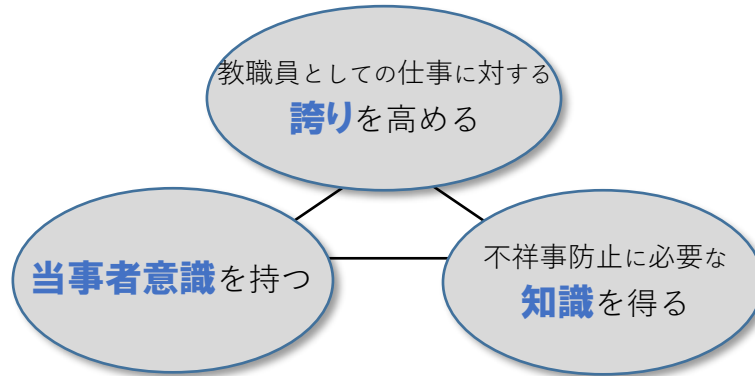 教職員としての仕事に対する
誇りを高める
当事者意識を持つ
不祥事防止に必要な
知識を得る